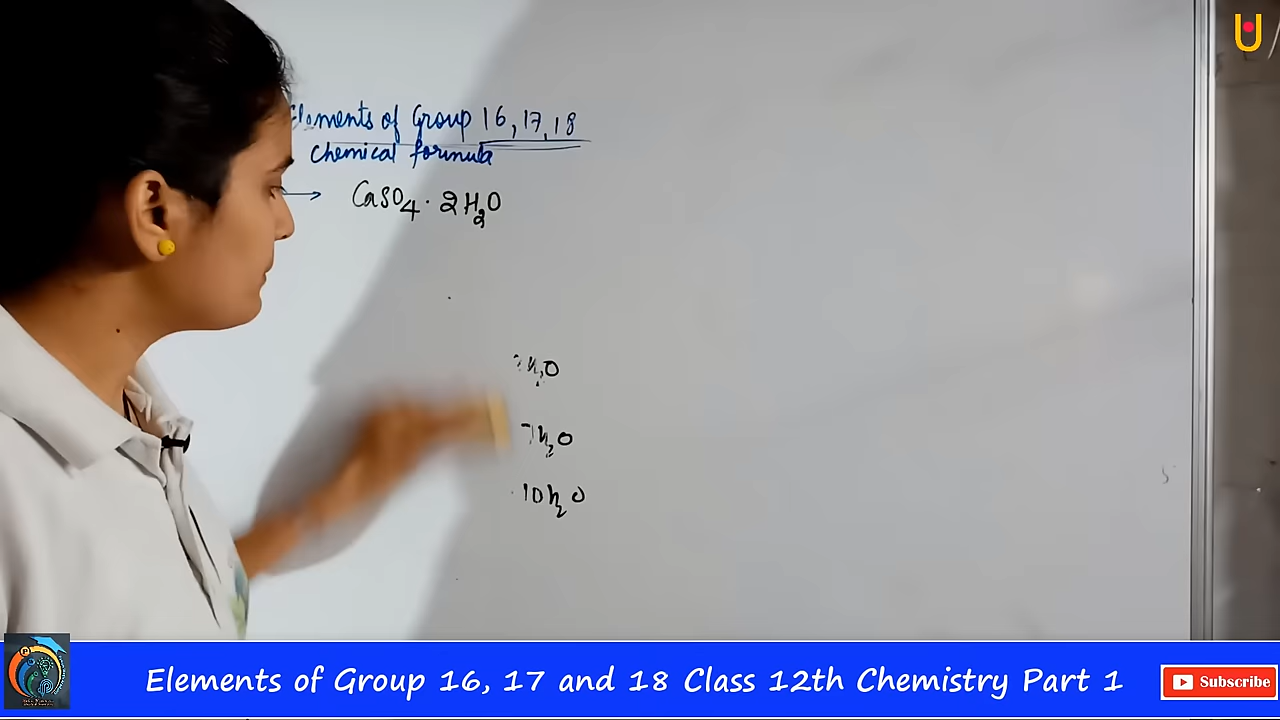 Elements of Group 16, 17, 18
Chemical formula
→ CaSO4 · 2H2O
H2O
7H2O
10H2O
Elements of Group 16, 17 and 18 Class 12th Chemistry Part 1
Subscribe